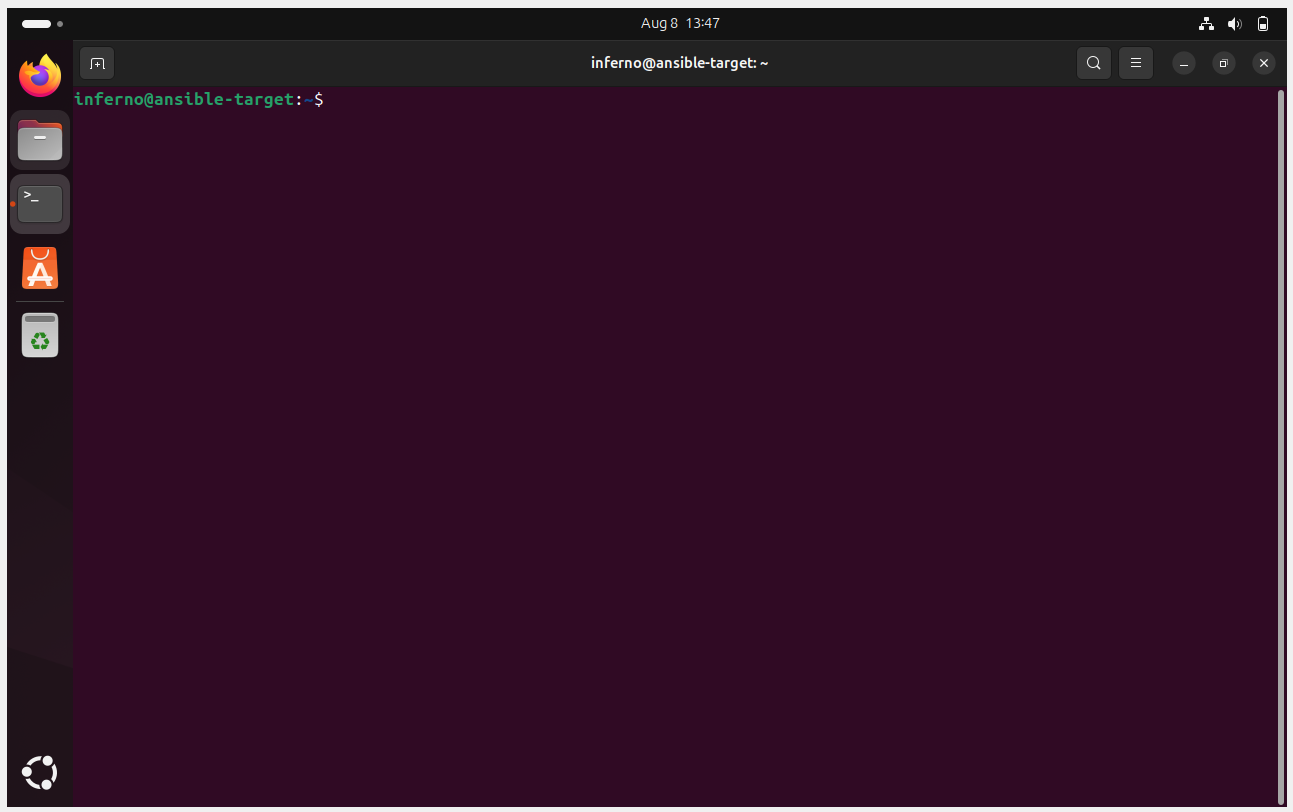 Aug 8 13:47
inferno@ansible-target: ~
inferno@ansible-target:~$
>_